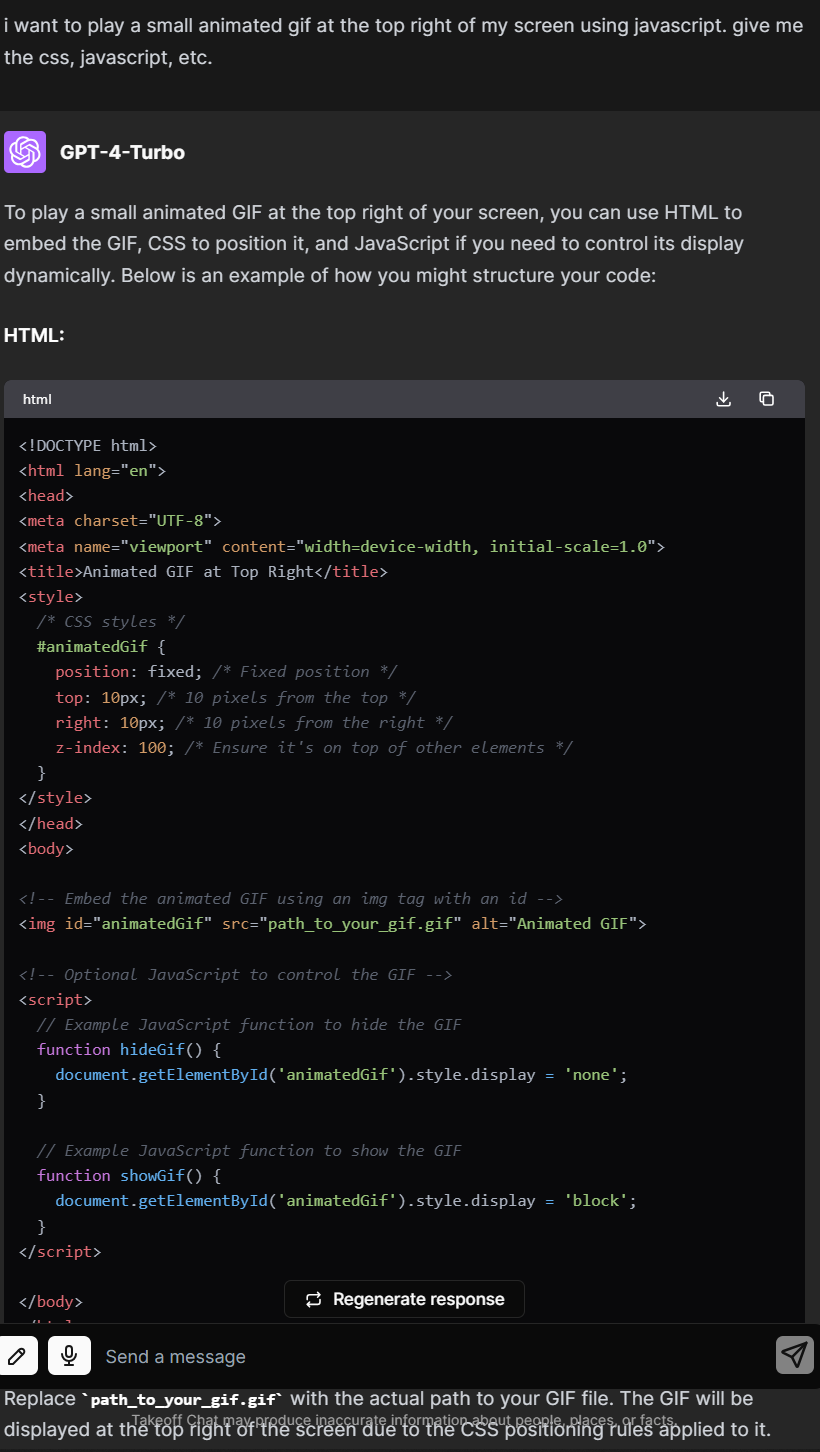 i want to play a small animated gif at the top right of my screen using javascript. give me
the css, javascript, etc.
GPT-4-Turbo
To play a small animated GIF at the top right of your screen, you can use HTML to
embed the GIF, CSS to position it, and JavaScript if you need to control its display
dynamically. Below is an example of how you might structure your code:
HTML:
html
<!DOCTYPE html>
<html lang="en">
<head>
<meta charset="UTF-8">
<meta name="viewport" content="width=device-width, initial-scale=1.0">
<title>Animated GIF at Top Right</title>
<style>
  /* CSS styles */
  #animatedGif {
    position: fixed; /* Fixed position */
    top: 10px; /* 10 pixels from the top */
    right: 10px; /* 10 pixels from the right */
    z-index: 100; /* Ensure it's on top of other elements */
  }
</style>
</head>
<body>
<!-- Embed the animated GIF using an img tag with an id -->
<img id="animatedGif" src="path_to_your_gif.gif" alt="Animated GIF">
<!-- Optional JavaScript to control the GIF -->
<script>
  // Example JavaScript function to hide the GIF
  function hideGif() {
    document.getElementById('animatedGif').style.display = 'none';
  }
  // Example JavaScript function to show the GIF
  function showGif() {
    document.getElementById('animatedGif').style.display = 'block';
  }
</script>
</body>
Regenerate response
Send a message
Replace `path_to_your_gif.gif` with the actual path to your GIF file. The GIF will be
Takeoff Chat may produce inaccurate information about people, places, or facts.
displayed at the top right of the screen due to the CSS positioning rules applied to it.